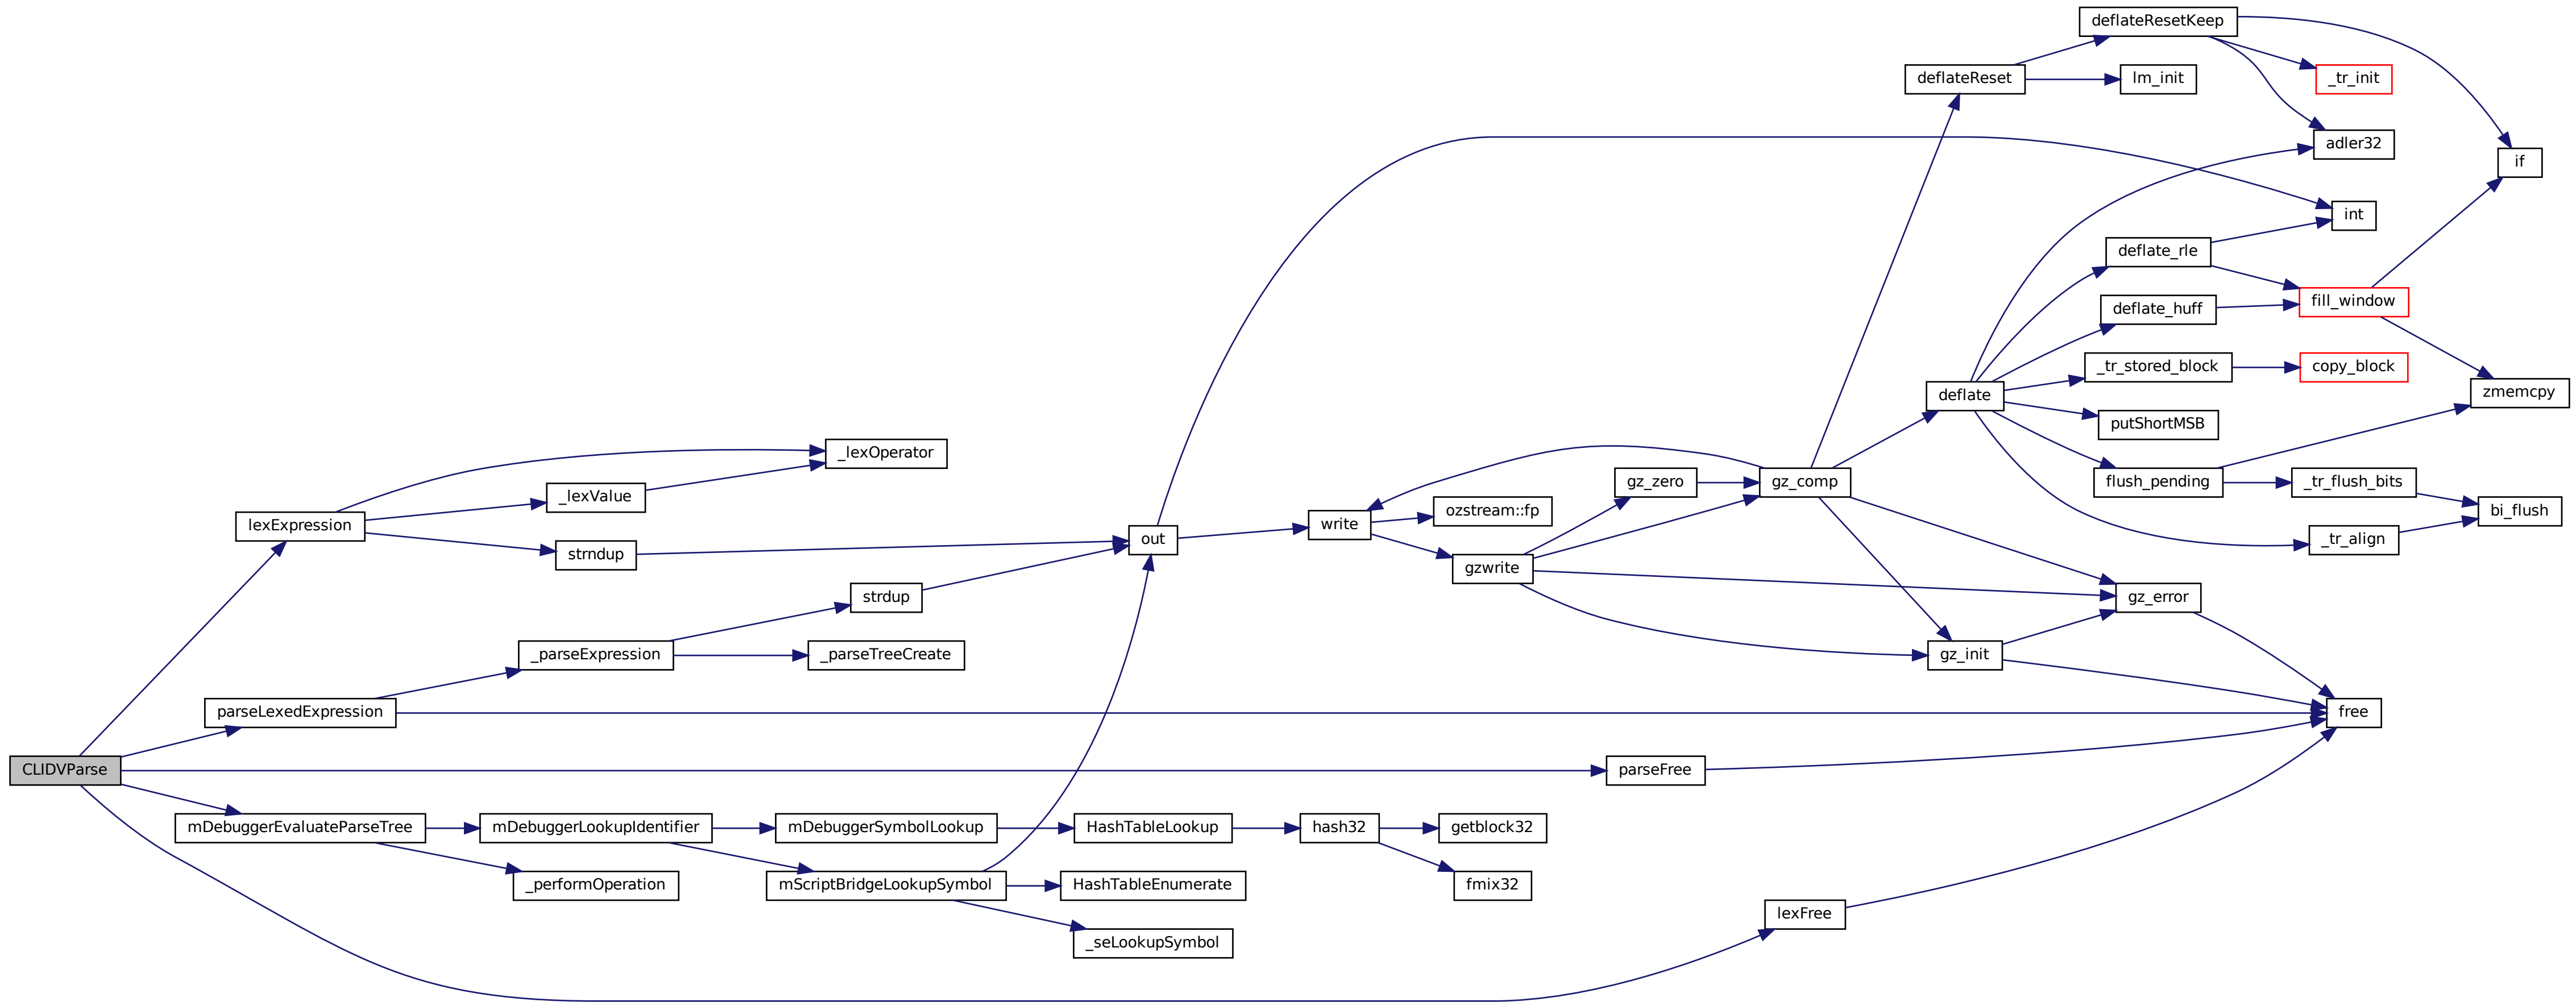 deflateResetKeep
deflateReset
lm_init
_tr_init
adler32
if
int
deflate_rle
fill_window
deflate_huff
_tr_stored_block
copy_block
deflate
zmemcpy
putShortMSB
_lexOperator
gz_zero
gz_comp
flush_pending
_tr_flush_bits
_lexValue
ozstream::fp
bi_flush
lexExpression
write
out
_tr_align
strndup
gzwrite
strdup
gz_error
_parseExpression
_parseTreeCreate
gz_init
parseLexedExpression
free
CLIDVParse
parseFree
mDebuggerEvaluateParseTree
mDebuggerLookupIdentifier
mDebuggerSymbolLookup
HashTableLookup
hash32
getblock32
_performOperation
mScriptBridgeLookupSymbol
HashTableEnumerate
fmix32
lexFree
_seLookupSymbol